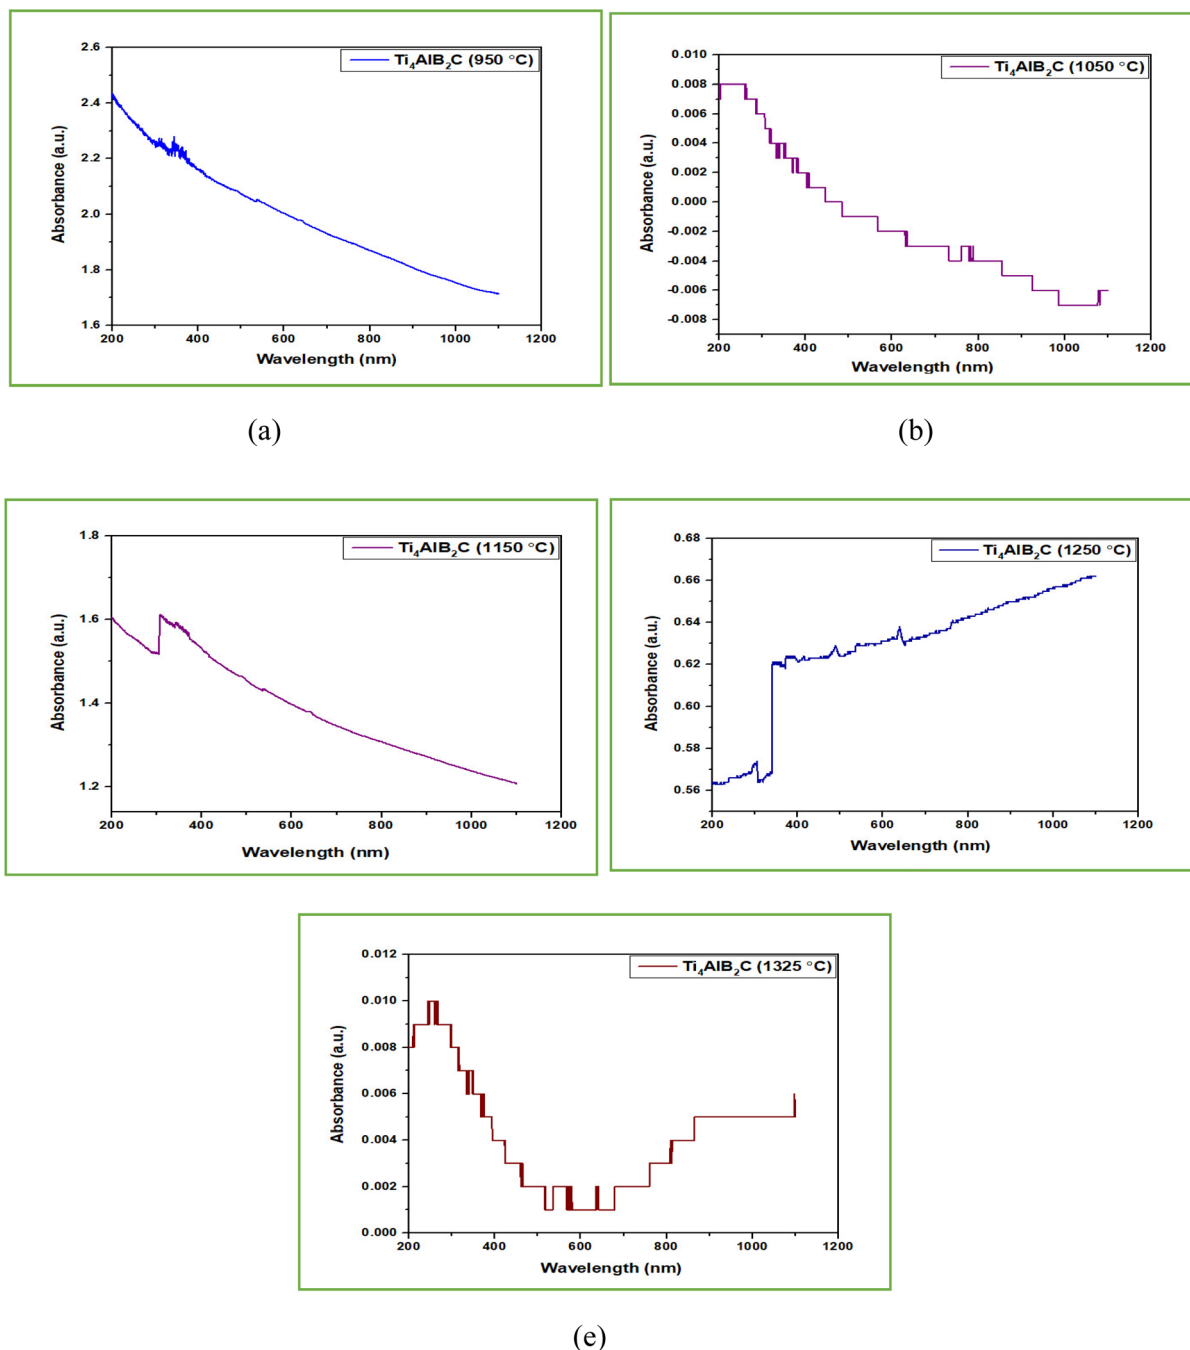 Ti₄AlB₂C (950 °C)
2.6
2.4
2.2
2.0
1.8
1.6
Absorbance (a.u.)
200 400 600 800 1000 1200
Wavelength (nm)
(a)
Ti₄AlB₂C (1050 °C)
0.010
0.008
0.006
0.004
0.002
0.000
-0.002
-0.004
-0.006
-0.008
Absorbance (a.u.)
200 400 600 800 1000 1200
Wavelength (nm)
(b)
Ti₄AlB₂C (1150 °C)
1.8
1.6
1.4
1.2
Absorbance (a.u.)
200 400 600 800 1000 1200
Wavelength (nm)
Ti₄AlB₂C (1250 °C)
0.68
0.66
0.64
0.62
0.60
0.58
0.56
Absorbance (a.u.)
200 400 600 800 1000 1200
Wavelength (nm)
Ti₄AlB₂C (1325 °C)
0.012
0.010
0.008
0.006
0.004
0.002
0.000
Absorbance (a.u.)
200 400 600 800 1000 1200
Wavelength (nm)
(e)